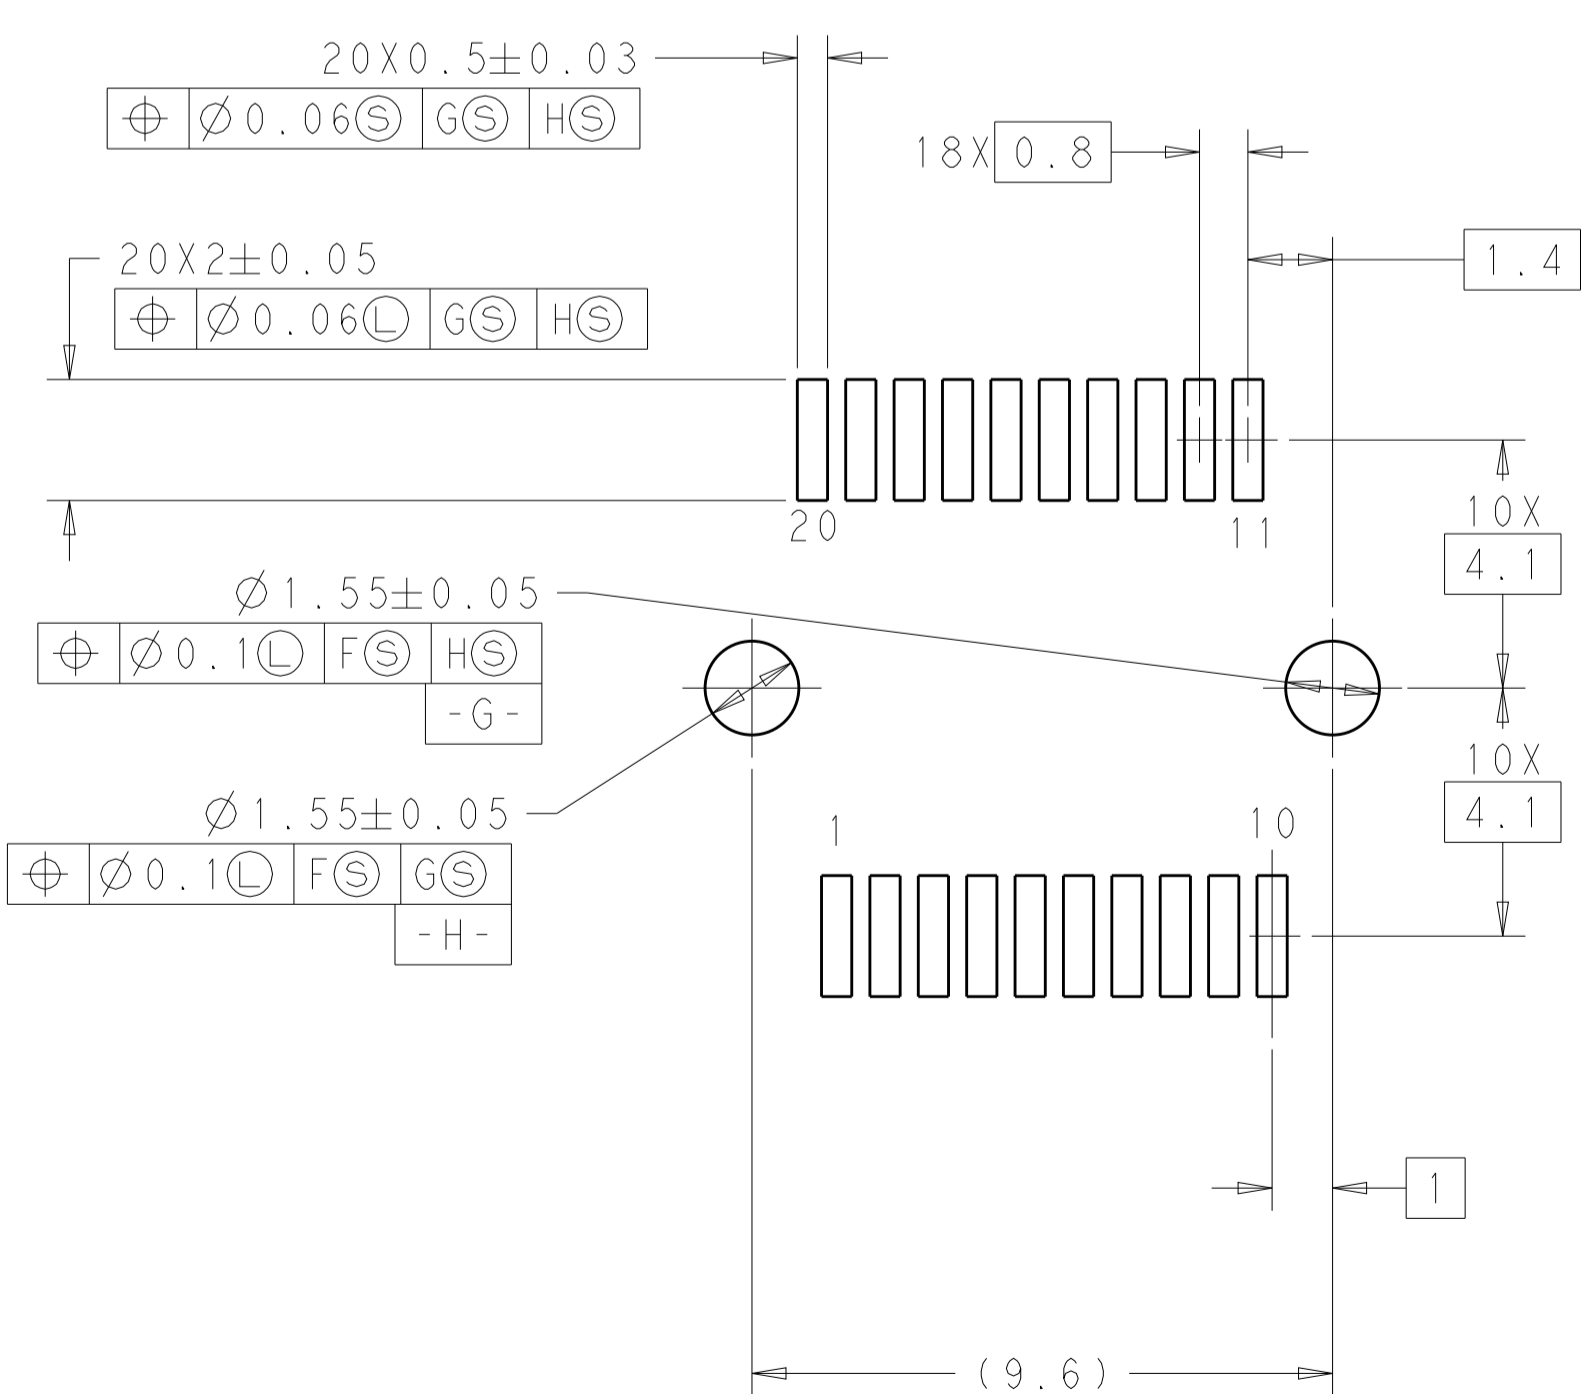 20X0.5±0.03
⌖ Ø0.06Ⓢ GⓈ HⓈ
18X 0.8
20X2±0.05
1.4
⌖ Ø0.06Ⓛ GⓈ HⓈ
20
11
10X
4.1
Ø1.55±0.05
⌖ Ø0.1Ⓛ FⓈ HⓈ
-G-
10X
4.1
Ø1.55±0.05
1
10
⌖ Ø0.1Ⓛ FⓈ GⓈ
-H-
1
(9.6)